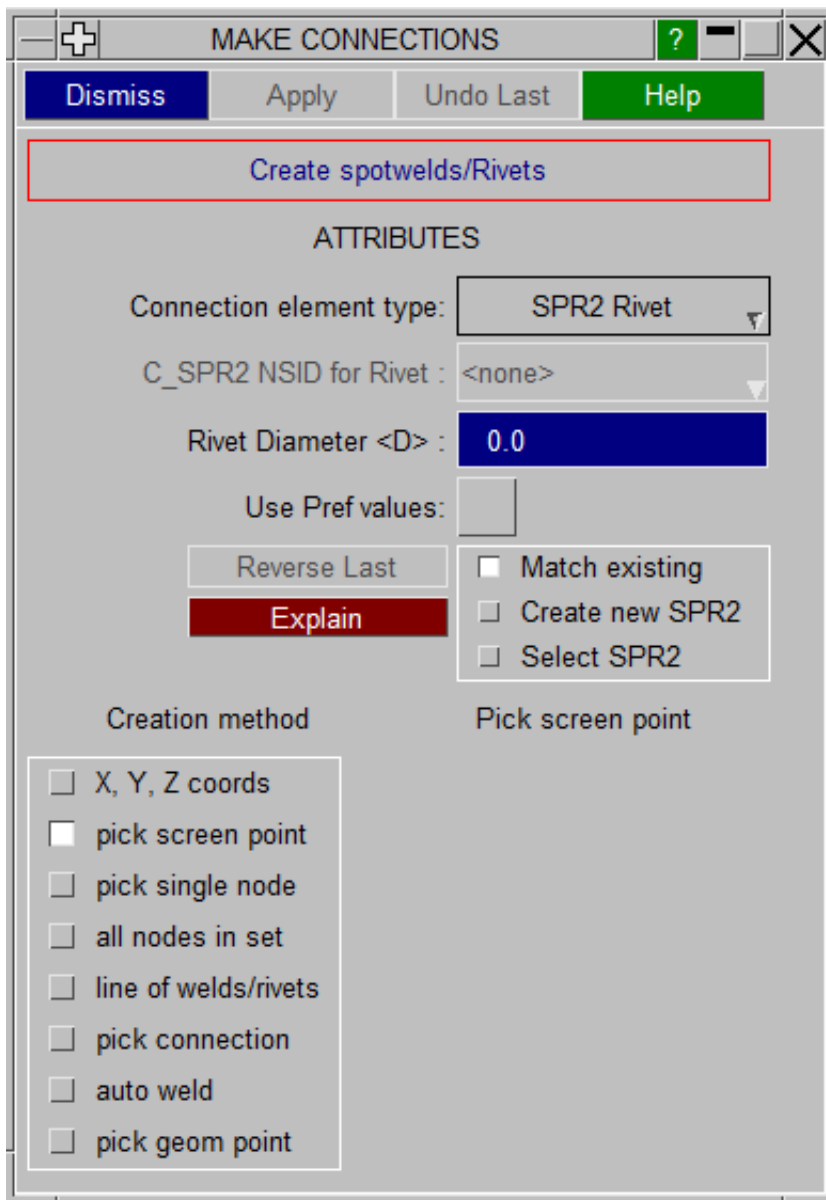 MAKE CONNECTIONS ?
Dismiss Apply Undo Last Help
Create spotwelds/Rivets
ATTRIBUTES
Connection element type: SPR2 Rivet
C_SPR2 NSID for Rivet : <none>
Rivet Diameter <D> : 0.0
Use Pref values:
Reverse Last Match existing
Explain Create new SPR2
Select SPR2
Creation method Pick screen point
X, Y, Z coords
pick screen point
pick single node
all nodes in set
line of welds/rivets
pick connection
auto weld
pick geom point